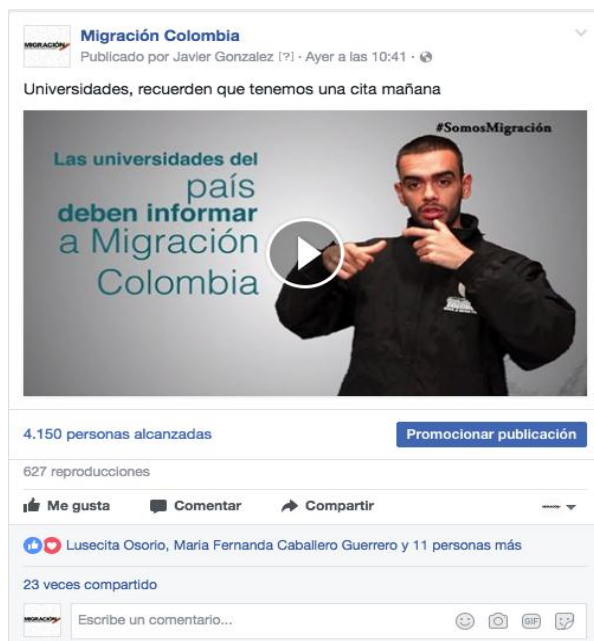 MIGRACIÓN
Migración Colombia
Publicado por Javier Gonzalez [?] · Ayer a las 10:41 ·
Universidades, recuerden que tenemos una cita mañana
#SomosMigración
Las universidades del
país
deben informar
a Migración
Colombia
4.150 personas alcanzadas
Promocionar publicación
627 reproducciones
Me gusta
Comentar
Compartir
Lusecita Osorio, Maria Fernanda Caballero Guerrero y 11 personas más
23 veces compartido
MIGRACIÓN
Escribe un comentario...
GIF